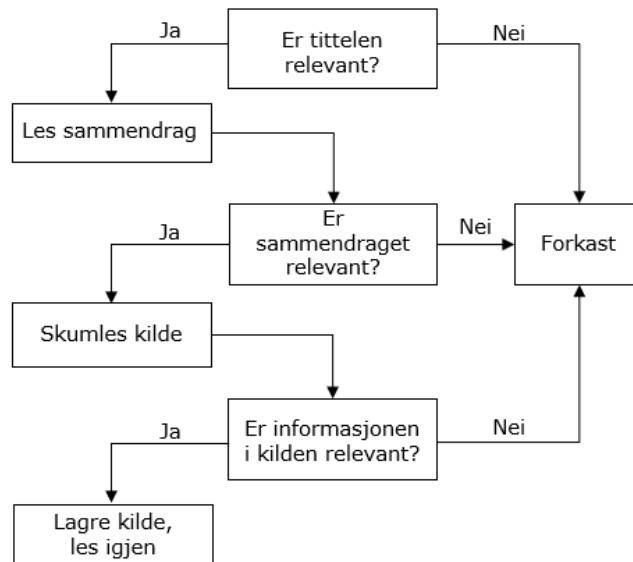 Ja
Er tittelen
relevant?
Nei
Les sammendrag
Ja
Er
sammendraget
relevant?
Nei
Forkast
Skumles kilde
Ja
Er informasjonen
i kilden relevant?
Nei
Lagre kilde,
les igjen